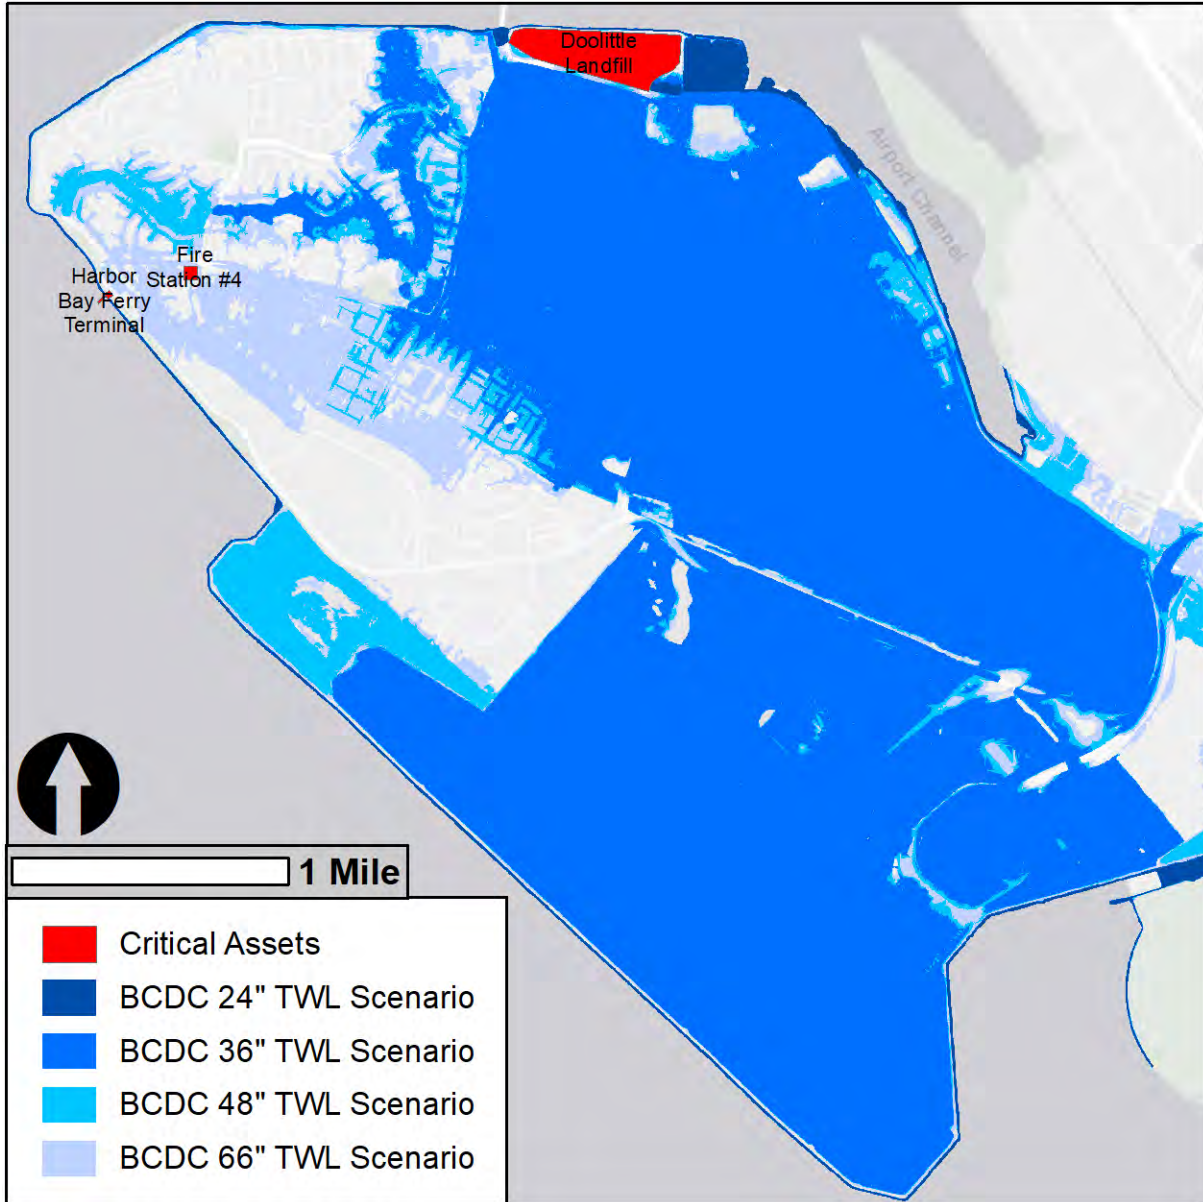 Doolittle
Landfill
Airport Channel
Fire
Station #4
Harbor
Bay Ferry
Terminal
1 Mile
Critical Assets
BCDC 24" TWL Scenario
BCDC 36" TWL Scenario
BCDC 48" TWL Scenario
BCDC 66" TWL Scenario